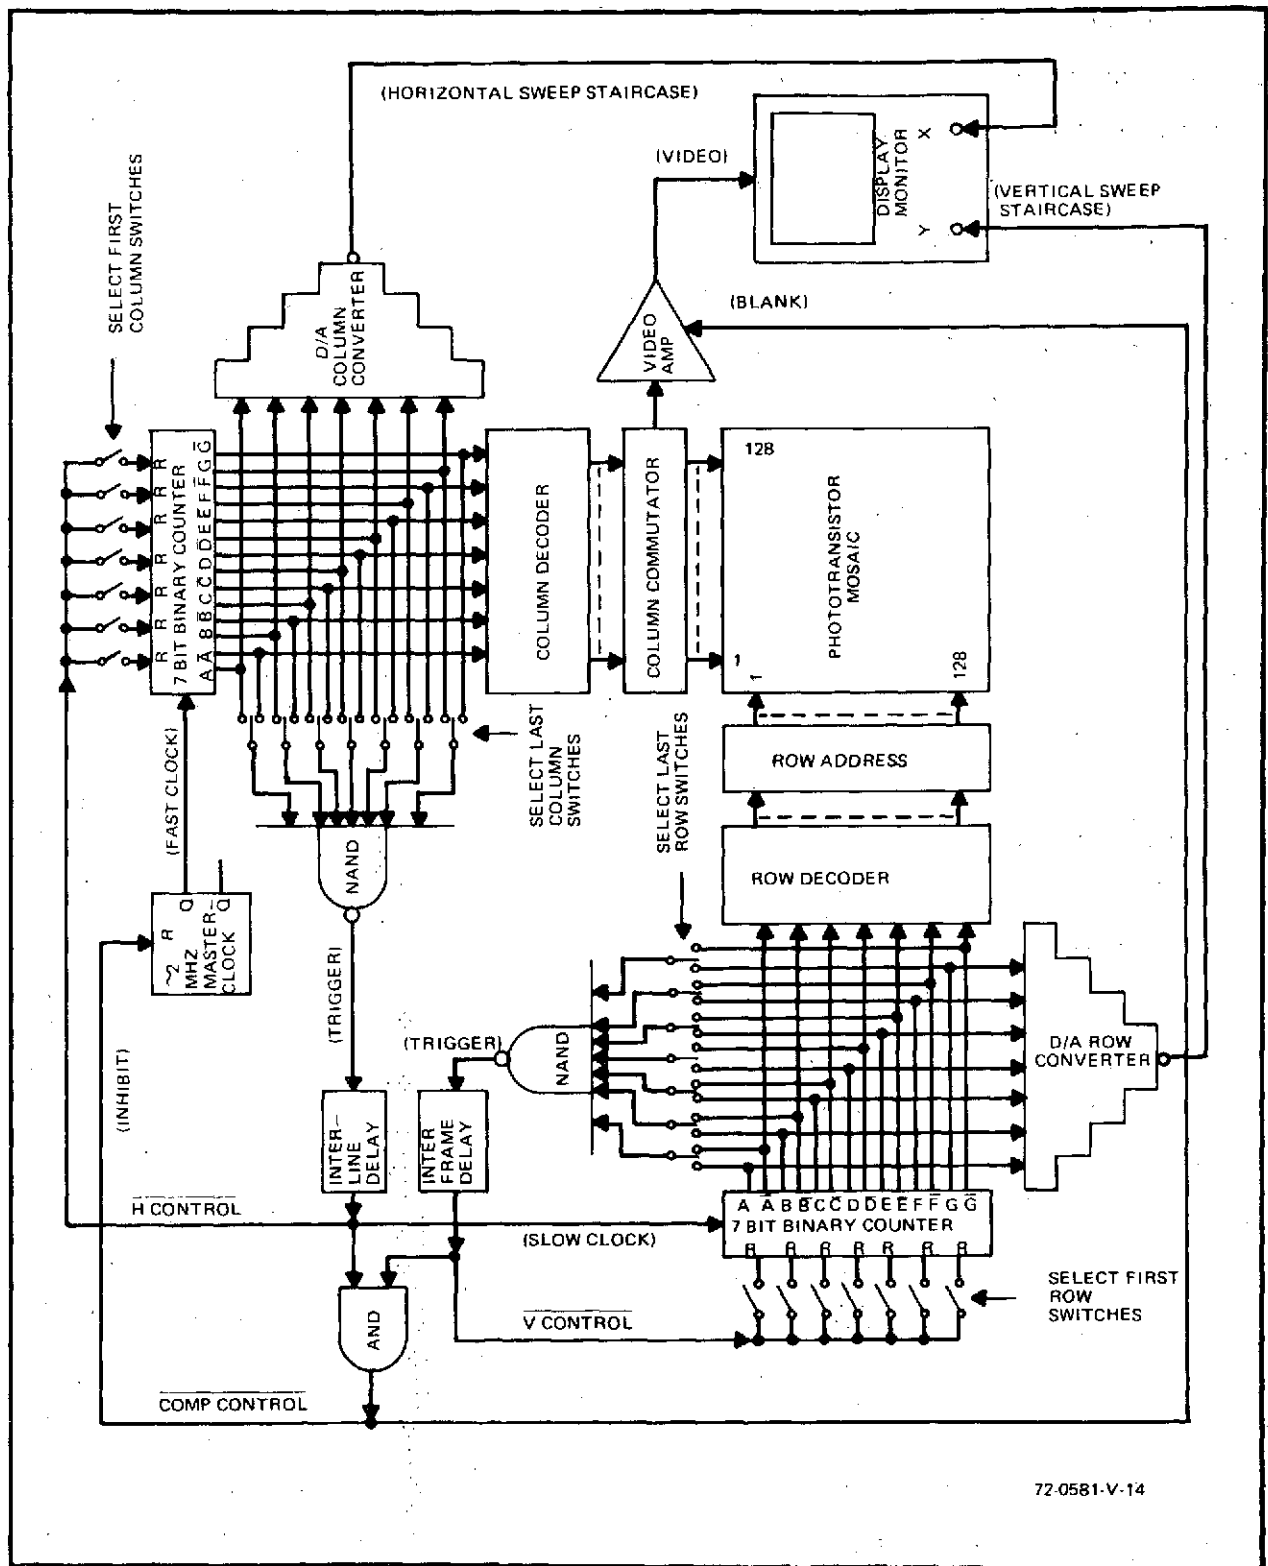 (HORIZONTAL SWEEP STAIRCASE)
SELECT FIRST
COLUMN SWITCHES
D/A
COLUMN
CONVERTER
(VIDEO)
DISPLAY
MONITOR
X
Y
(VERTICAL SWEEP
STAIRCASE)
(BLANK)
VIDEO
AMP
R
R
R
R
R
R
R
7 BIT BINARY COUNTER
A A̅ B B̅ C C̅ D D̅ E E̅ F F̅ G G̅
COLUMN DECODER
COLUMN COMMUTATOR
128
1
PHOTOTRANSISTOR
MOSAIC
1
128
(FAST CLOCK)
SELECT LAST
COLUMN
SWITCHES
SELECT LAST
ROW SWITCHES
ROW ADDRESS
ROW DECODER
NAND
~2 R Q
MHZ
MASTER-
CLOCK Q̅
(TRIGGER)
(INHIBIT)
(TRIGGER)
NAND
D/A ROW
CONVERTER
INTER-
LINE
DELAY
INTER
FRAME
DELAY
H̅ ̅C̅O̅N̅T̅R̅O̅L̅
(SLOW CLOCK)
A A̅ B B̅ C C̅ D D̅ E E̅ F F̅ G G̅
7 BIT BINARY COUNTER
R R R R R R R
SELECT FIRST
ROW
SWITCHES
V̅ ̅C̅O̅N̅T̅R̅O̅L̅
AND
C̅O̅M̅P̅ ̅C̅O̅N̅T̅R̅O̅L̅
72-0581-V-14